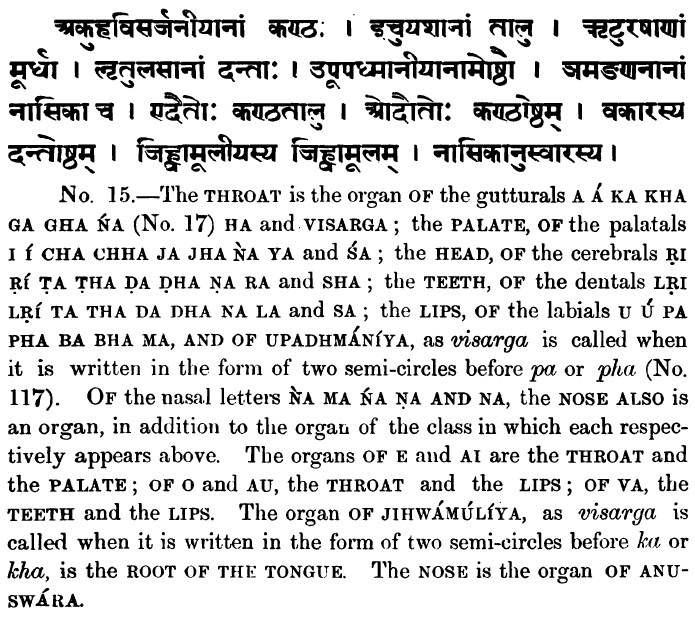 अकुहविसर्जनीयानां कण्ठः । इचुयशानां तालु । ऋटुरषाणां
मूर्धा । ऌतुलसानां दन्ताः । उपूपध्मानीयानामोष्ठौ । ञमङणनानां
नासिका च । एदैतोः कण्ठतालु । ओदौतोः कण्ठोष्ठम् । वकारस्य
दन्तोष्ठम् । जिह्वामूलीयस्य जिह्वामूलम् । नासिकानुस्वारस्य ।
No. 15.—The THROAT is the organ OF the gutturals A Á KA KHA
GA GHA ŃA (No. 17) HA and VISARGA ; the PALATE, OF the palatals
I Í CHA CHHA JA JHA ǸA YA and ŚA ; the HEAD, OF the cerebrals ṚI
ṚÍ ṬA ṬHA ḌA ḌHA ṆA RA and SHA ; the TEETH, OF the dentals LṚI
LṚÍ TA THA DA DHA NA LA and SA ; the LIPS, OF the labials U Ú PA
PHA BA BHA MA, AND OF UPADHMÁNÍYA, as visarga is called when
it is written in the form of two semi-circles before pa or pha (No.
117). OF the nasal letters ǸA MA ŃA ṆA AND NA, the NOSE ALSO is
an organ, in addition to the organ of the class in which each respec-
tively appears above. The organs OF E and AI are the THROAT and
the PALATE ; OF O and AU, the THROAT and the LIPS ; OF VA, the
TEETH and the LIPS. The organ OF JIHWÁMÚLÍYA, as visarga is
called when it is written in the form of two semi-circles before ka or
kha, is the ROOT OF THE TONGUE. The NOSE is the organ OF ANU-
SWÁRA.